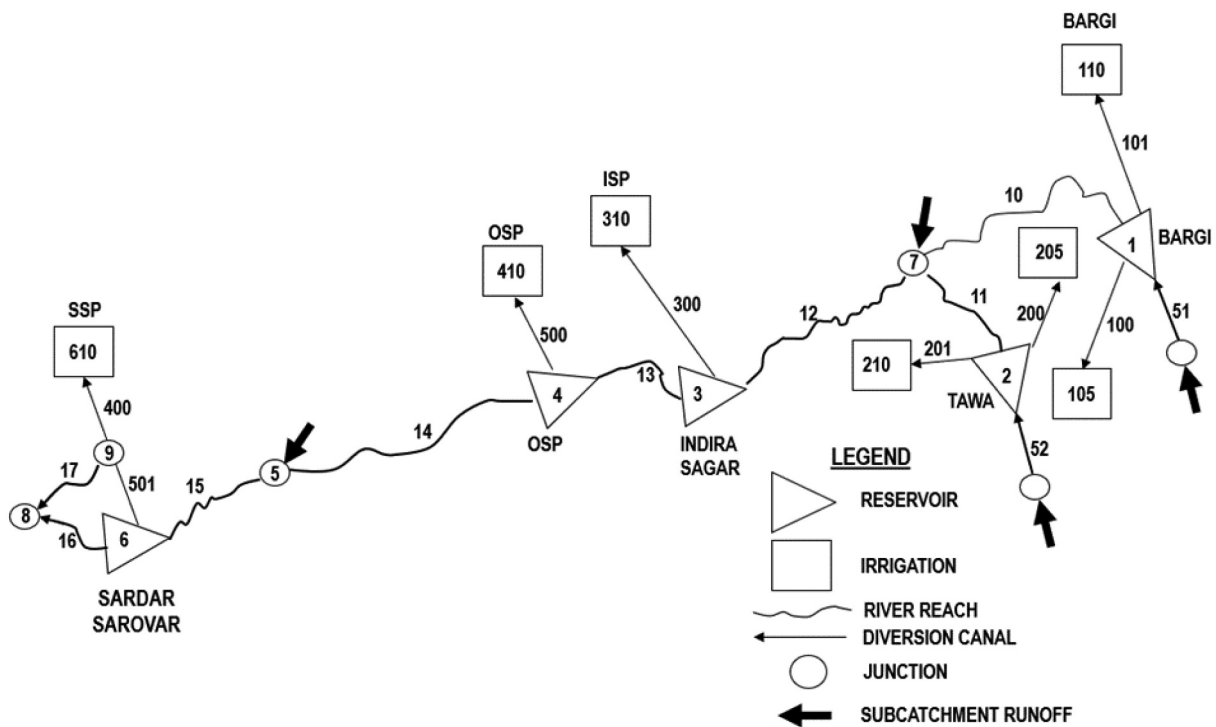 BARGI
110
101
10
1
BARGI
ISP
310
OSP
410
7
205
SSP
610
300
12
11
200
51
100
500
201
210
2
TAWA
105
13
3
4
400
14
OSP
INDIRA
SAGAR
52
9
17
501
15
5
LEGEND
8
16
6
RESERVOIR
SARDAR
SAROVAR
IRRIGATION
RIVER REACH
DIVERSION CANAL
JUNCTION
SUBCATCHMENT RUNOFF